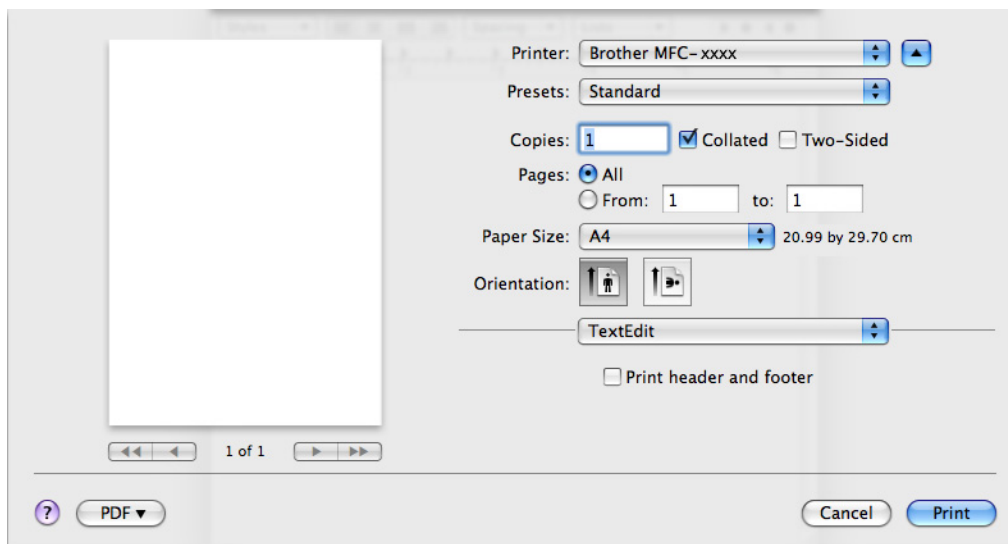 Printer: Brother MFC-xxxx
Presets: Standard
Copies: 1 Collated Two-Sided
Pages: All
From: 1 to: 1
Paper Size: A4 20.99 by 29.70 cm
Orientation:
TextEdit
Print header and footer
1 of 1
? PDF Cancel Print